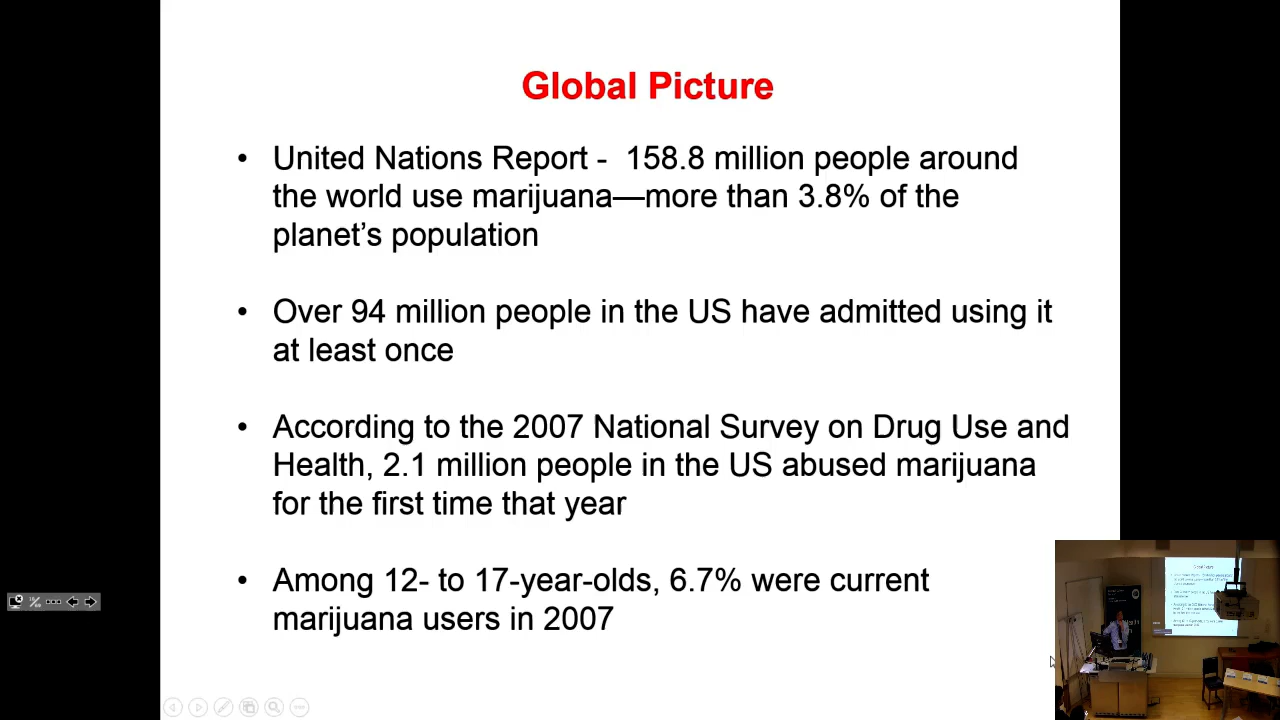 Global Picture
• United Nations Report -  158.8 million people around
the world use marijuana—more than 3.8% of the
planet’s population
• Over 94 million people in the US have admitted using it
at least once
• According to the 2007 National Survey on Drug Use and
Health, 2.1 million people in the US abused marijuana
for the first time that year
• Among 12- to 17-year-olds, 6.7% were current
marijuana users in 2007